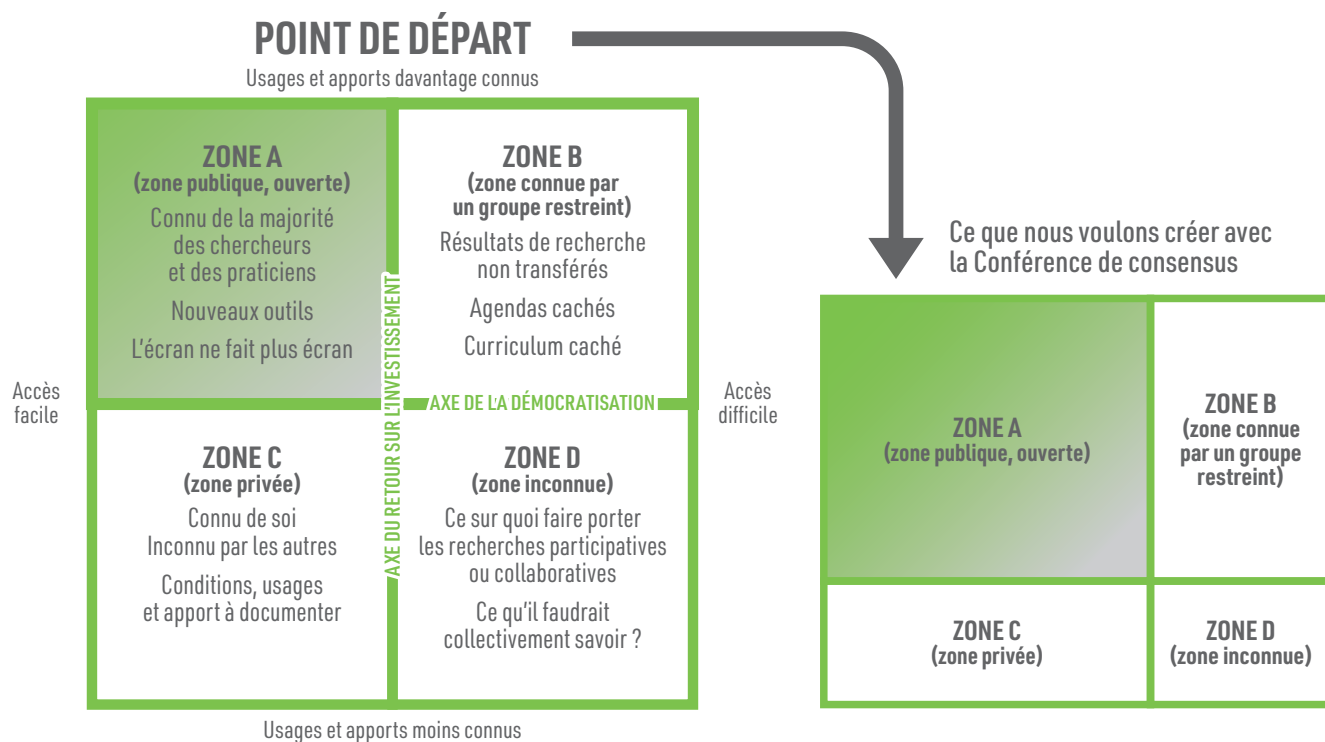 POINT DE DÉPART
Usages et apports davantage connus
ZONE A
(zone publique, ouverte)
Connu de la majorité
des chercheurs
et des praticiens
Nouveaux outils
L'écran ne fait plus écran
ZONE B
(zone connue par
un groupe restreint)
Résultats de recherche
non transférés
Agendas cachés
Curriculum caché
Accès
facile
AXE DU RETOUR SUR L'INVESTISSEMENT
AXE DE LA DÉMOCRATISATION
Accès
difficile
ZONE C
(zone privée)
Connu de soi
Inconnu par les autres
Conditions, usages
et apport à documenter
ZONE D
(zone inconnue)
Ce sur quoi faire porter
les recherches participatives
ou collaboratives
Ce qu'il faudrait
collectivement savoir ?
Usages et apports moins connus
Ce que nous voulons créer avec
la Conférence de consensus
ZONE A
(zone publique, ouverte)
ZONE B
(zone connue
par un groupe
restreint)
ZONE C
(zone privée)
ZONE D
(zone inconnue)